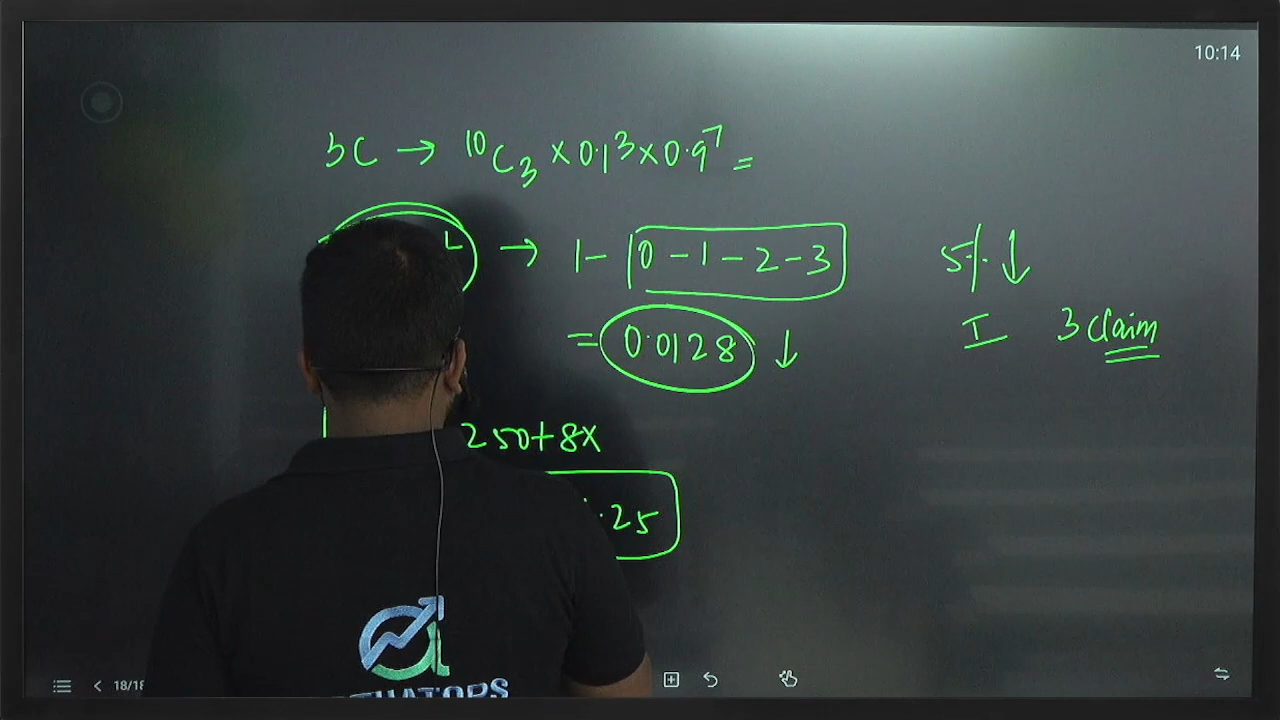 10:14
3C → ¹⁰C₃ × 0.1³ × 0.9⁷ =
→ 1 - 0 - 1 - 2 - 3
5% ↓
= 0.0128 ↓
I 3 Claim
250 + 8x
.25
18/18